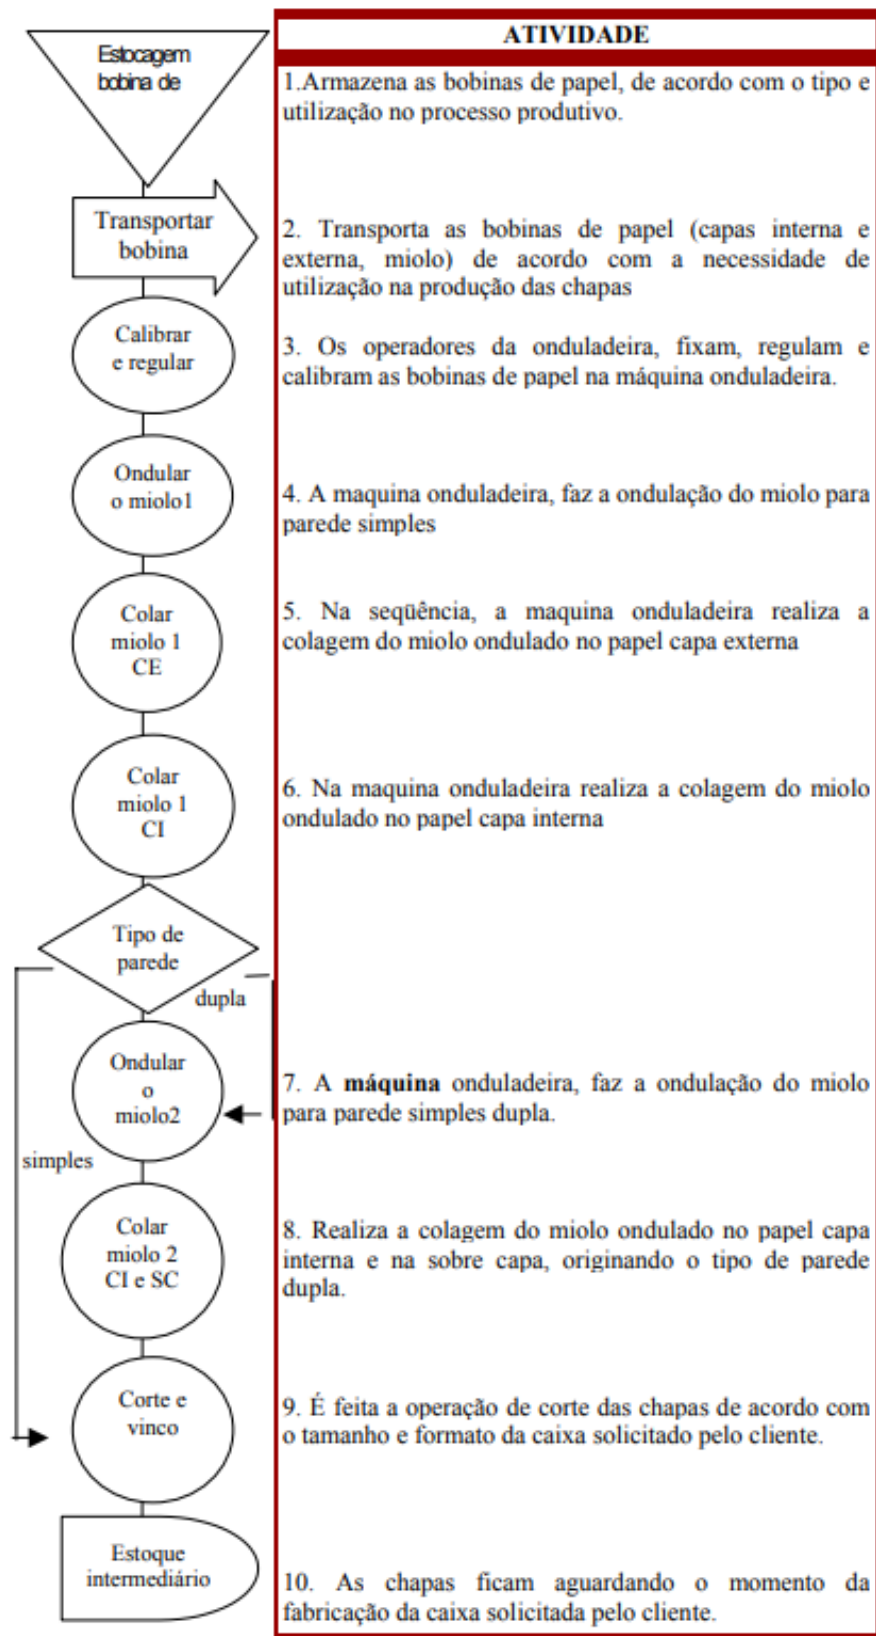 ATIVIDADE
Estocagem
bobina de
1.Armazena as bobinas de papel, de acordo com o tipo e
utilização no processo produtivo.
Transportar
bobina
2. Transporta as bobinas de papel (capas interna e
externa, miolo) de acordo com a necessidade de
utilização na produção das chapas
Calibrar
e regular
3. Os operadores da onduladeira, fixam, regulam e
calibram as bobinas de papel na máquina onduladeira.
Ondular
o miolo1
4. A maquina onduladeira, faz a ondulação do miolo para
parede simples
Colar
miolo 1
CE
5. Na seqüência, a maquina onduladeira realiza a
colagem do miolo ondulado no papel capa externa
Colar
miolo 1
CI
6. Na maquina onduladeira realiza a colagem do miolo
ondulado no papel capa interna
Tipo de
parede
dupla
Ondular
o
miolo2
7. A máquina onduladeira, faz a ondulação do miolo
para parede simples dupla.
simples
Colar
miolo 2
CI e SC
8. Realiza a colagem do miolo ondulado no papel capa
interna e na sobre capa, originando o tipo de parede
dupla.
Corte e
vinco
9. É feita a operação de corte das chapas de acordo com
o tamanho e formato da caixa solicitado pelo cliente.
Estoque
intermediário
10. As chapas ficam aguardando o momento da
fabricação da caixa solicitada pelo cliente.